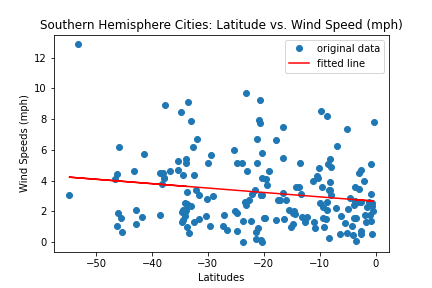 Southern Hemisphere Cities: Latitude vs. Wind Speed (mph)
original data
fitted line
Wind Speeds (mph)
12
10
8
6
4
2
0
−50
−40
−30
−20
−10
0
Latitudes